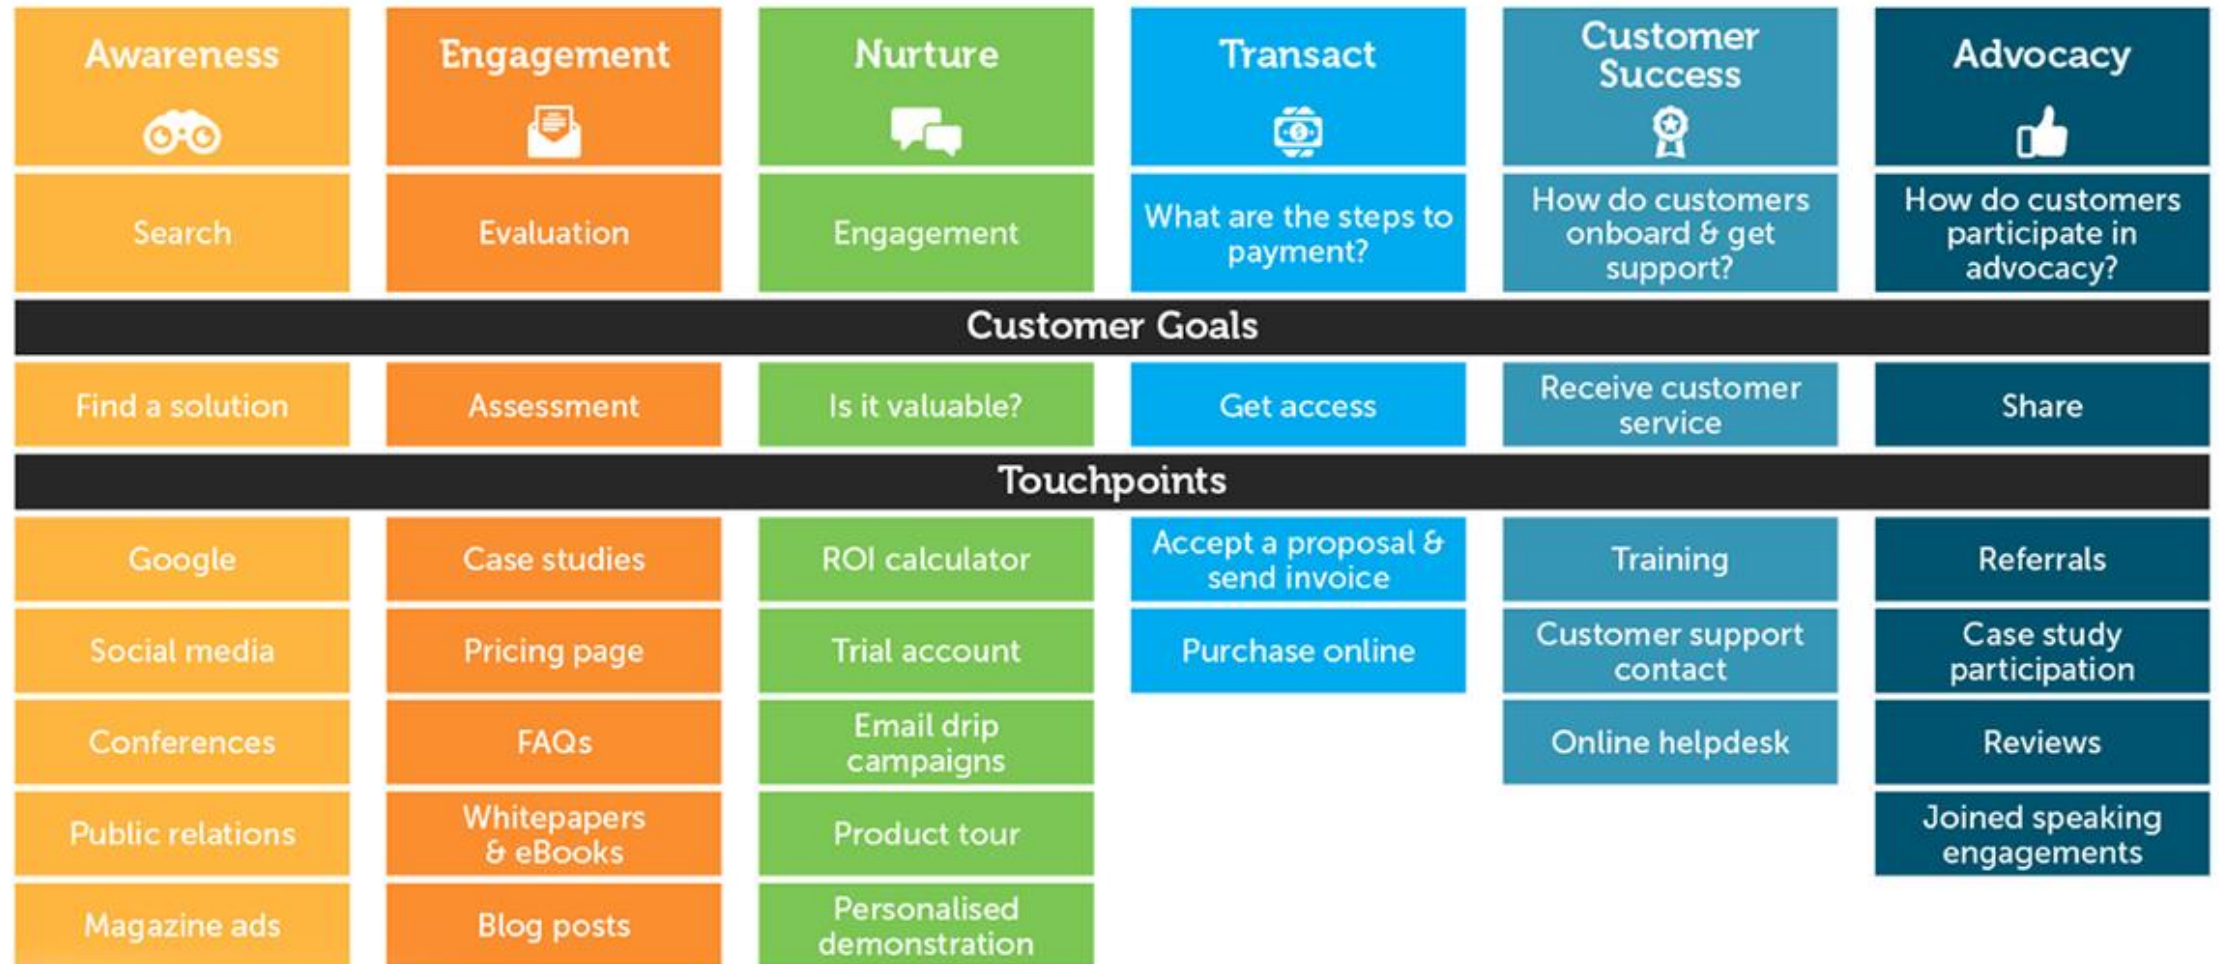 Awareness
Engagement
Nurture
Transact
Customer
Success
Advocacy
Search
Evaluation
Engagement
What are the steps to
payment?
How do customers
onboard & get
support?
How do customers
participate in
advocacy?
Customer Goals
Find a solution
Assessment
Is it valuable?
Get access
Receive customer
service
Share
Touchpoints
Google
Case studies
ROI calculator
Accept a proposal &
send invoice
Training
Referrals
Social media
Pricing page
Trial account
Purchase online
Customer support
contact
Case study
participation
Conferences
FAQs
Email drip
campaigns
Online helpdesk
Reviews
Public relations
Whitepapers
& eBooks
Product tour
Joined speaking
engagements
Magazine ads
Blog posts
Personalised
demonstration